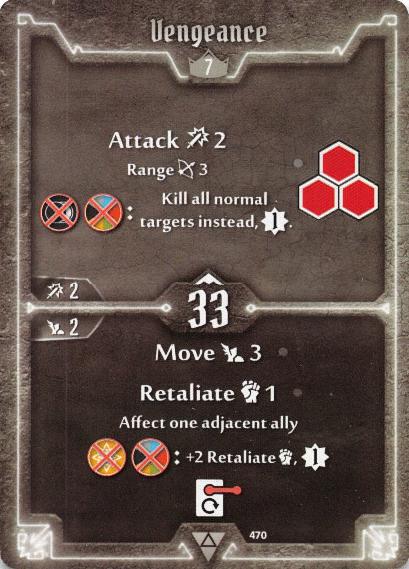 Vengeance
7
Attack 2
Range 3
: Kill all normal
targets instead, 1.
2
33
2
Move 3
Retaliate 1
Affect one adjacent ally
: +2 Retaliate , 1
470